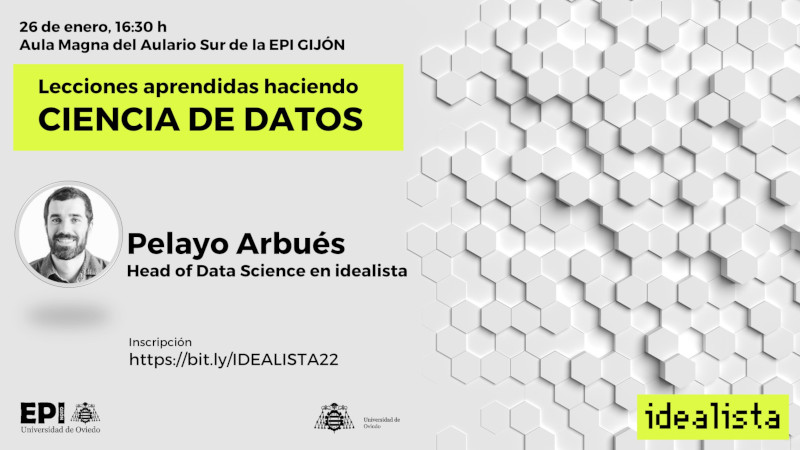 26 de enero, 16:30 h
Aula Magna del Aulario Sur de la EPI GIJÓN
Lecciones aprendidas haciendo
CIENCIA DE DATOS
Pelayo Arbués
Head of Data Science en idealista
Inscripción
https://bit.ly/IDEALISTA22
EPI GIJÓN
Universidad de Oviedo
Universidad de
Oviedo
idealista